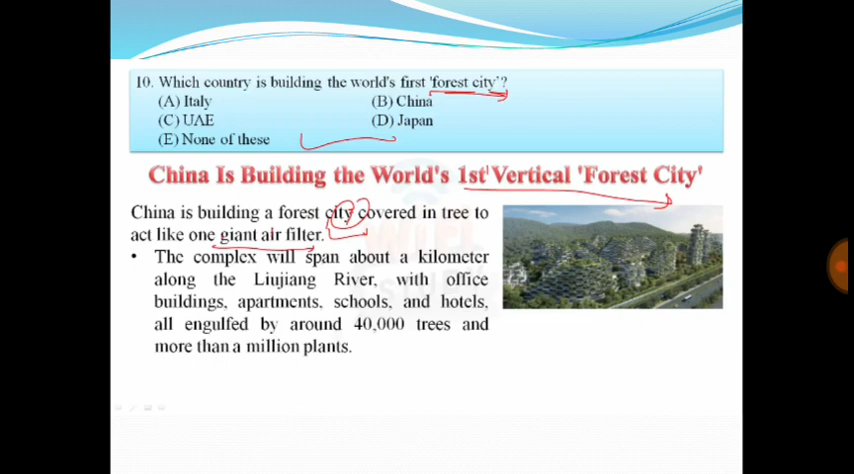 10. Which country is building the world's first 'forest city'?
(A) Italy (B) China
(C) UAE (D) Japan
(E) None of these
China Is Building the World's 1st Vertical 'Forest City'
China is building a forest city covered in tree to
act like one giant air filter.
• The complex will span about a kilometer
along the Liujiang River, with office
buildings, apartments, schools, and hotels,
all engulfed by around 40,000 trees and
more than a million plants.